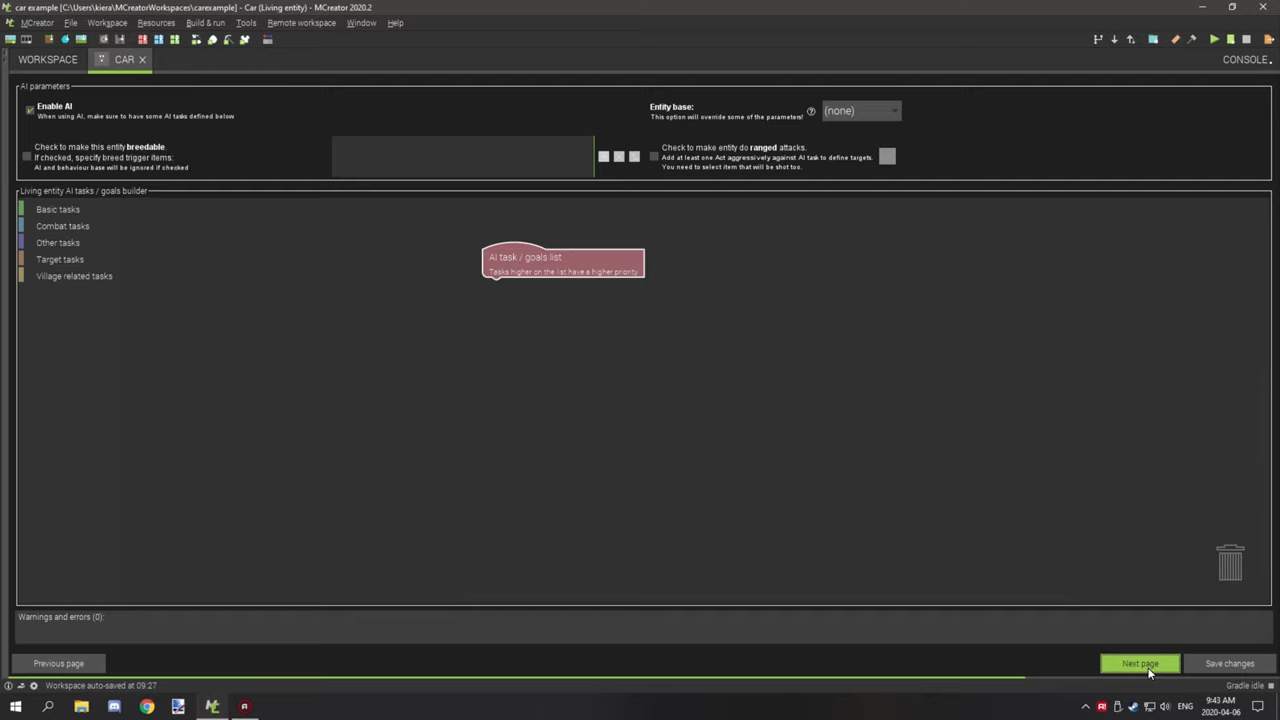 car example [C:\Users\kiera\MCreatorWorkspaces\carexample] - Car (Living entity) - MCreator 2020.2
MCreator File Workspace Resources Build & run Tools Remote workspace Window Help
WORKSPACE CAR CONSOLE
AI parameters
Enable AI
When using AI, make sure to have some AI tasks defined below
Entity base:
This option will override some of the parameters!
(none)
Check to make this entity breedable.
If checked, specify breed trigger items:
AI and behaviour base will be ignored if checked
Check to make entity do ranged attacks.
Add at least one Act aggressively against AI task to define targets.
You need to select item that will be shot too.
Living entity AI tasks / goals builder
Basic tasks
Combat tasks
Other tasks
Target tasks
Village related tasks
AI task / goals list
Tasks higher on the list have a higher priority
Warnings and errors (0):
Previous page Next page Save changes
Workspace auto-saved at 09:27 Gradle idle
ENG
9:43 AM
2020-04-06